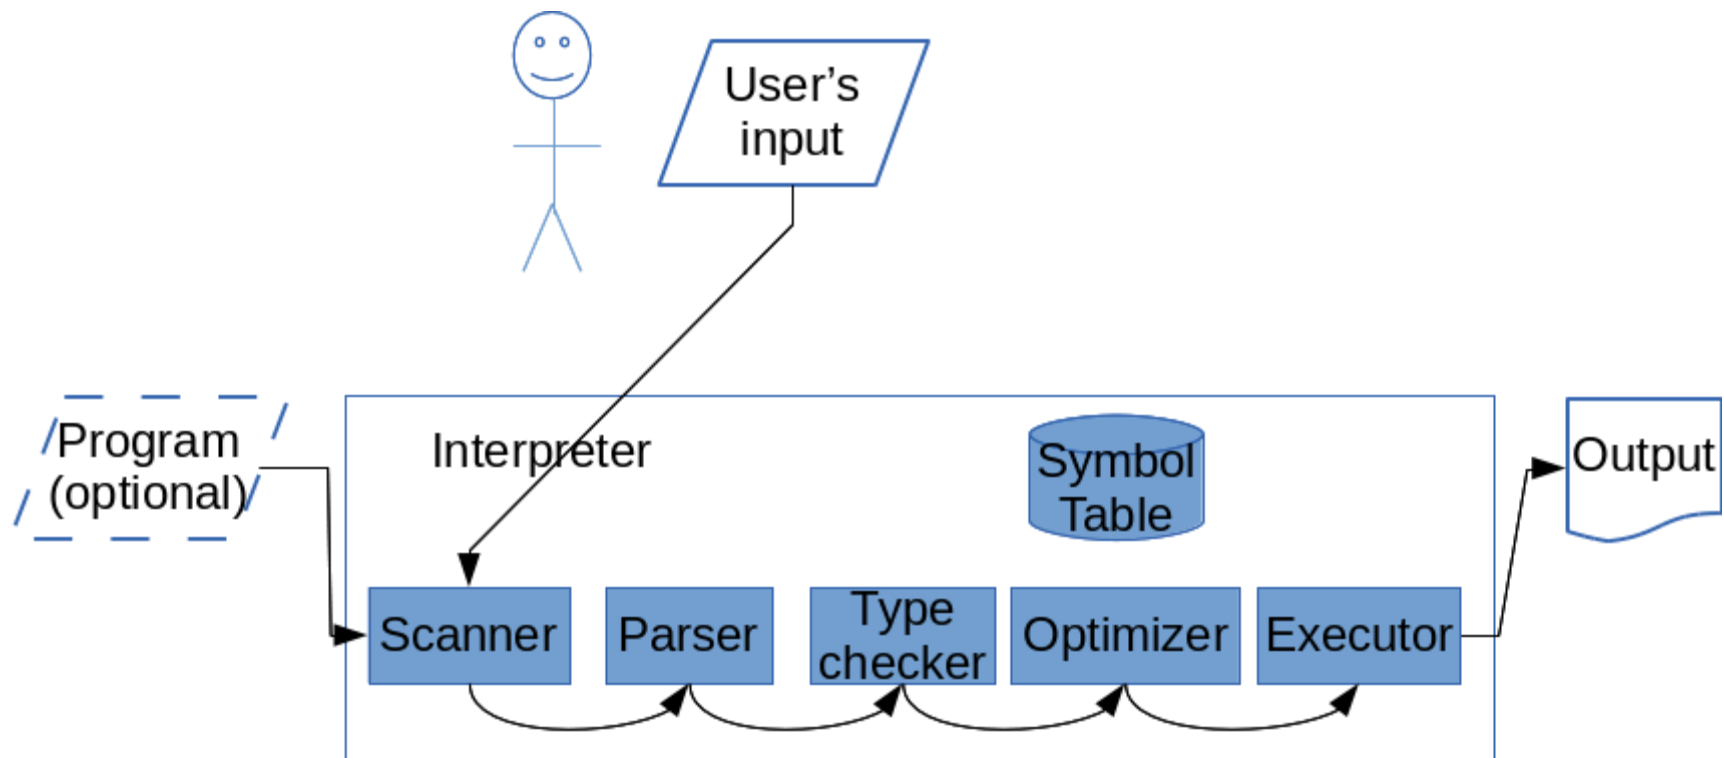 User’s
input
Program
(optional)
Interpreter
Symbol
Table
Output
Scanner
Parser
Type
checker
Optimizer
Executor